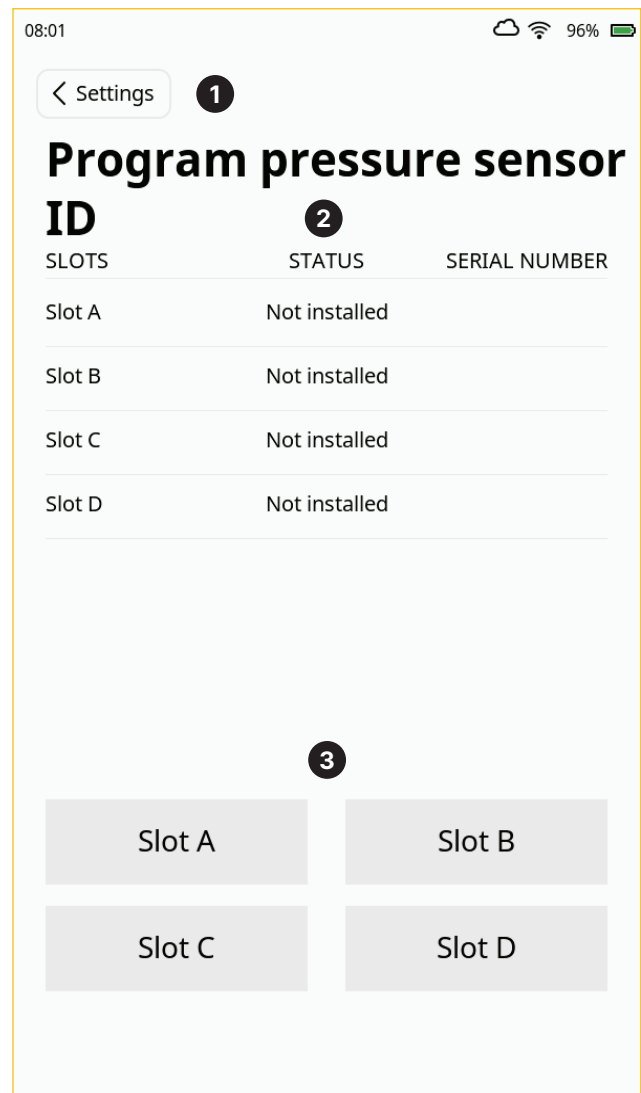 08:01 96%
Settings 1
Program pressure sensor
ID 2
SLOTS STATUS SERIAL NUMBER
Slot A Not installed
Slot B Not installed
Slot C Not installed
Slot D Not installed
3
Slot A Slot B
Slot C Slot D